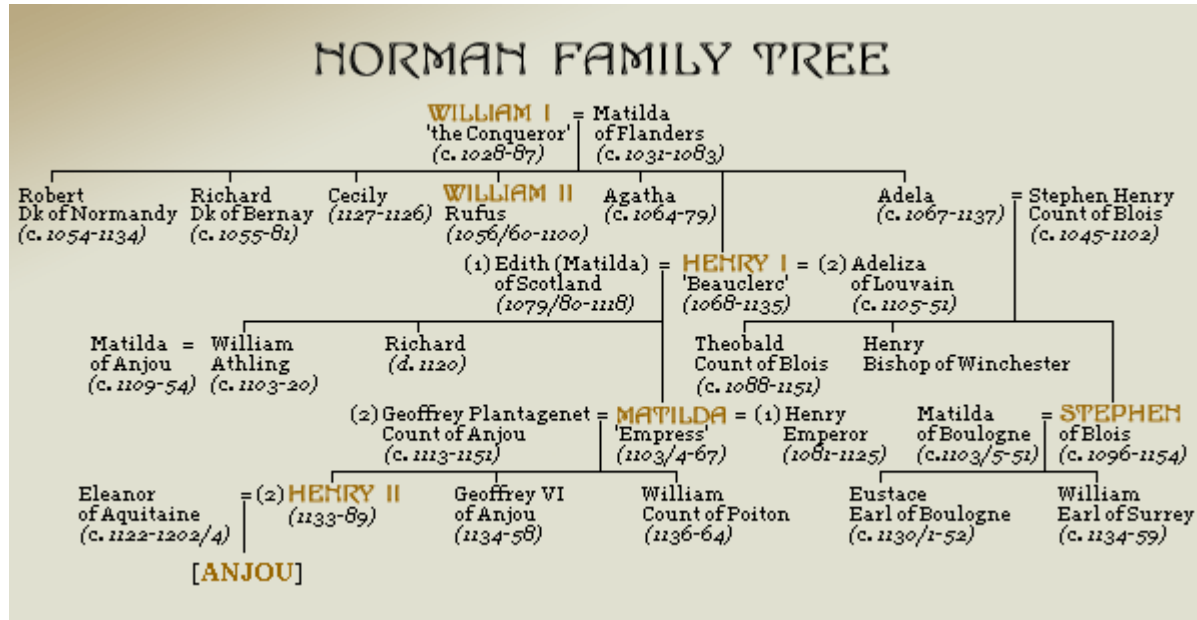 NORMAN FAMILY TREE
WILLIAM I = Matilda
'the Conqueror' of Flanders
(c. 1028-87) (c. 1031-1083)
Robert Richard Cecily WILLIAM II Agatha Adela = Stephen Henry
Dk of Normandy Dk of Bernay (1127-1126) Rufus (c. 1064-79) (c. 1067-1137) Count of Blois
(c. 1054-1134) (c. 1055-81) (1056/60-1100) (c. 1045-1102)
(1) Edith (Matilda) = HENRY I = (2) Adeliza
of Scotland 'Beauclerc' of Louvain
(1079/80-1118) (1068-1135) (c. 1105-51)
Matilda = William Richard Theobald Henry
of Anjou Athling (d. 1120) Count of Blois Bishop of Winchester
(c. 1109-54) (c. 1103-20) (c. 1088-1151)
(2) Geoffrey Plantagenet = MATILDA = (1) Henry Matilda = STEPHEN
Count of Anjou 'Empress' Emperor of Boulogne of Blois
(c. 1113-1151) (1103/4-67) (1081-1125) (c. 1103/5-51) (c. 1096-1154)
Eleanor = (2) HENRY II Geoffrey VI William Eustace William
of Aquitaine (1133-89) of Anjou Count of Poiton Earl of Boulogne Earl of Surrey
(c. 1122-1202/4) (1134-58) (1136-64) (c. 1130/1-52) (c. 1134-59)
[ANJOU]